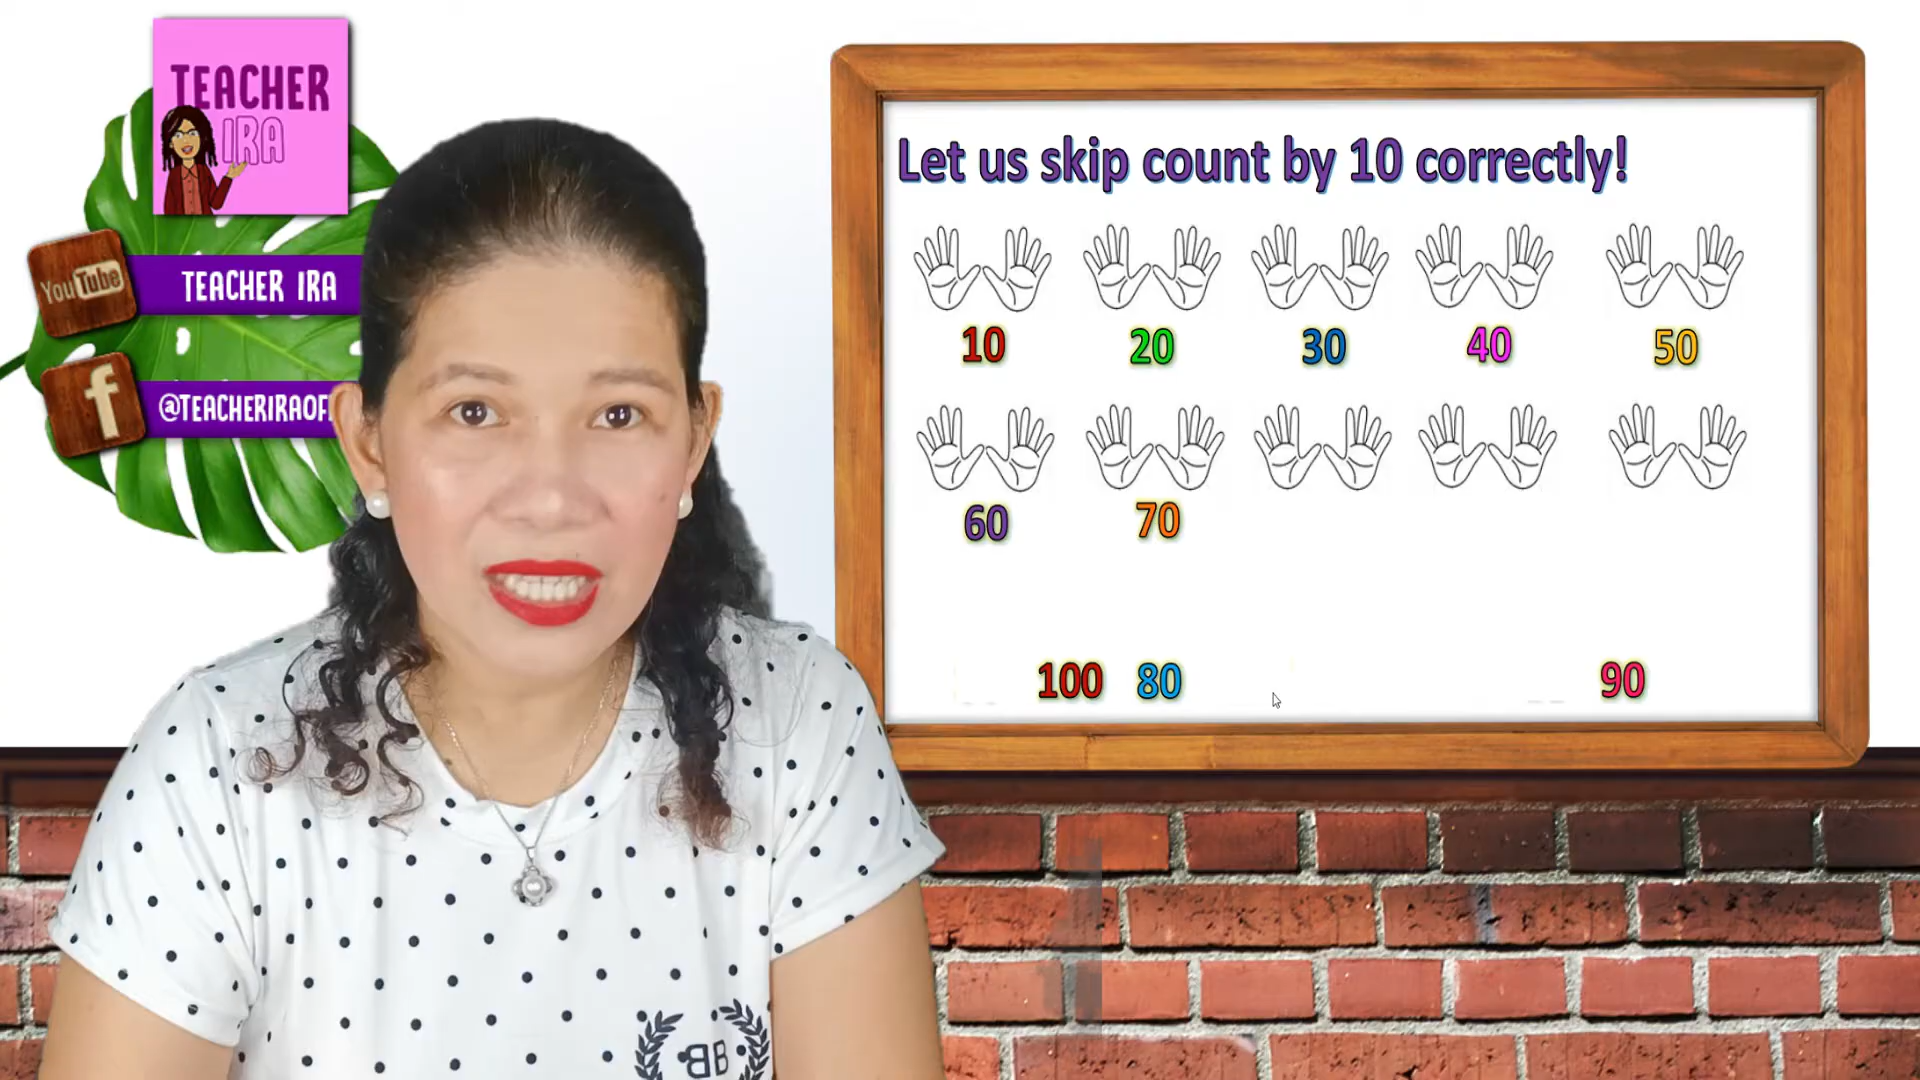 TEACHER
IRA
YouTube
TEACHER IRA
f
@TEACHERIRAOF
Let us skip count by 10 correctly!
10 20 30 40 50
60 70
100 80 90
BB